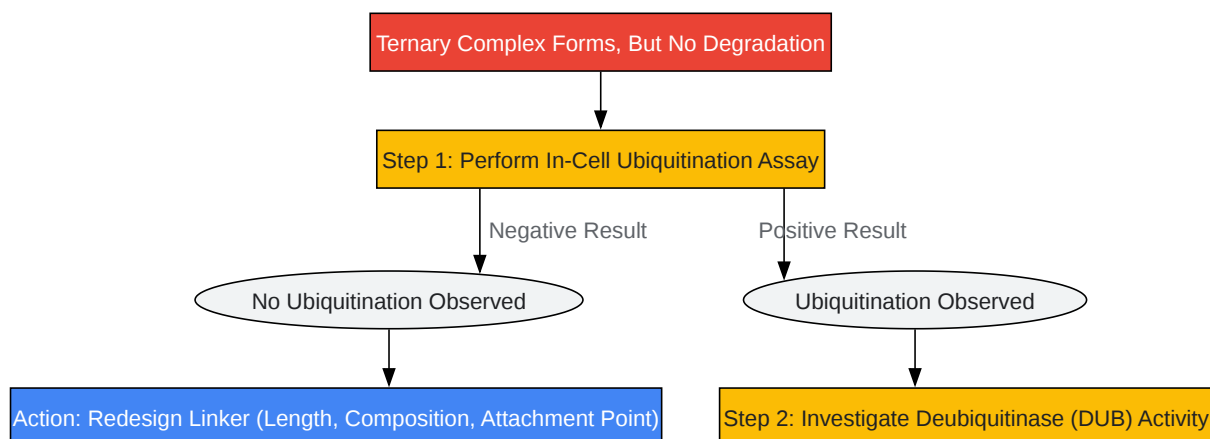 Ternary Complex Forms, But No Degradation
Step 1: Perform In-Cell Ubiquitination Assay
Negative Result
Positive Result
No Ubiquitination Observed
Ubiquitination Observed
Action: Redesign Linker (Length, Composition, Attachment Point)
Step 2: Investigate Deubiquitinase (DUB) Activity